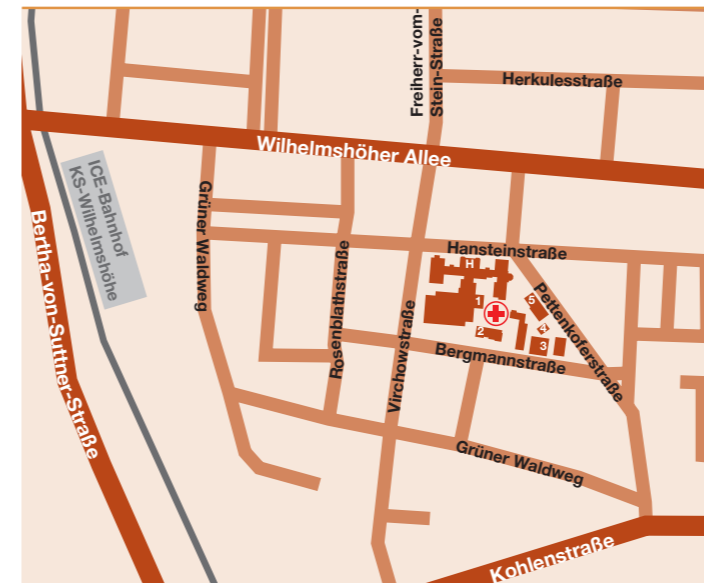 Freiherr-vom-
Stein-Straße
Herkulesstraße
Wilhelmshöher Allee
ICE-Bahnhof
KS-Wilhelmshöhe
Grüner Waldweg
Bertha-von-Suttner-Straße
Hansteinstraße
H
1
5
4
2
3
Rosenblathstraße
Virchowstraße
Pettenkoferstraße
Bergmannstraße
Grüner Waldweg
Kohlenstraße